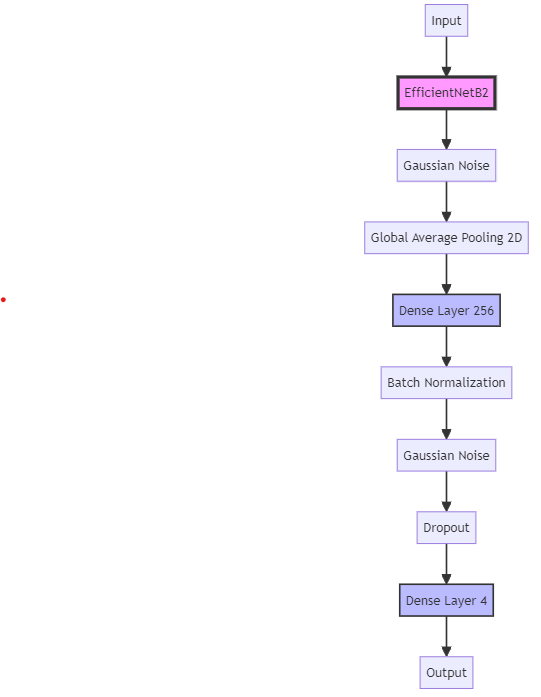 Input
EfficientNetB2
Gaussian Noise
Global Average Pooling 2D
Dense Layer 256
Batch Normalization
Gaussian Noise
Dropout
Dense Layer 4
Output